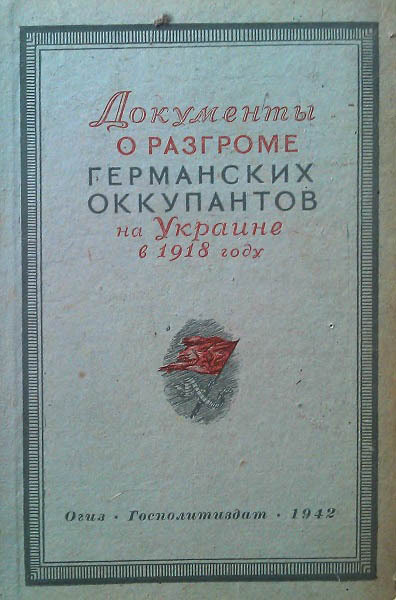 Документы
О РАЗГРОМЕ
ГЕРМАНСКИХ
ОККУПАНТОВ
на Украине
в 1918 году
Огиз · Госполитиздат · 1942